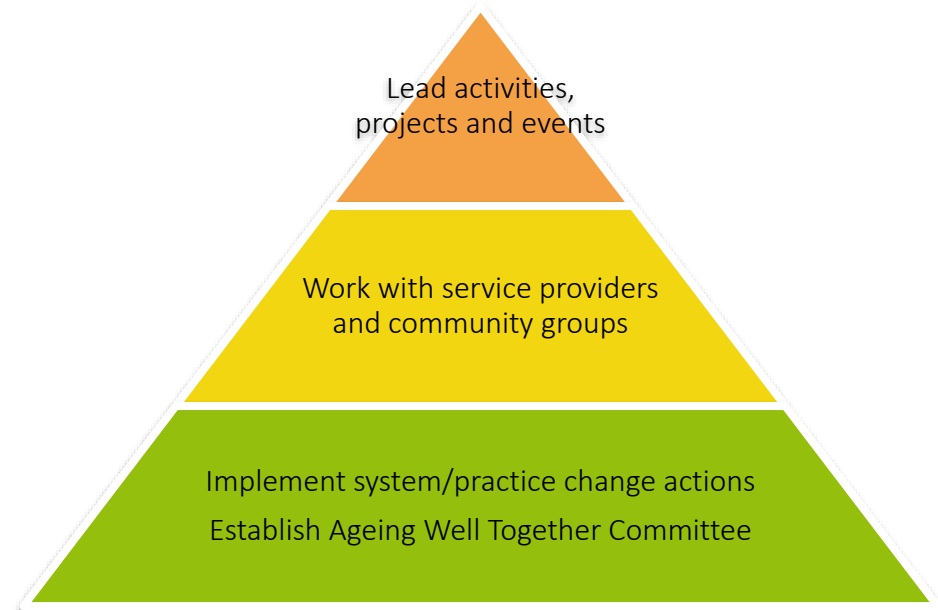 Lead activities,
projects and events
Work with service providers
and community groups
Implement system/practice change actions
Establish Ageing Well Together Committee